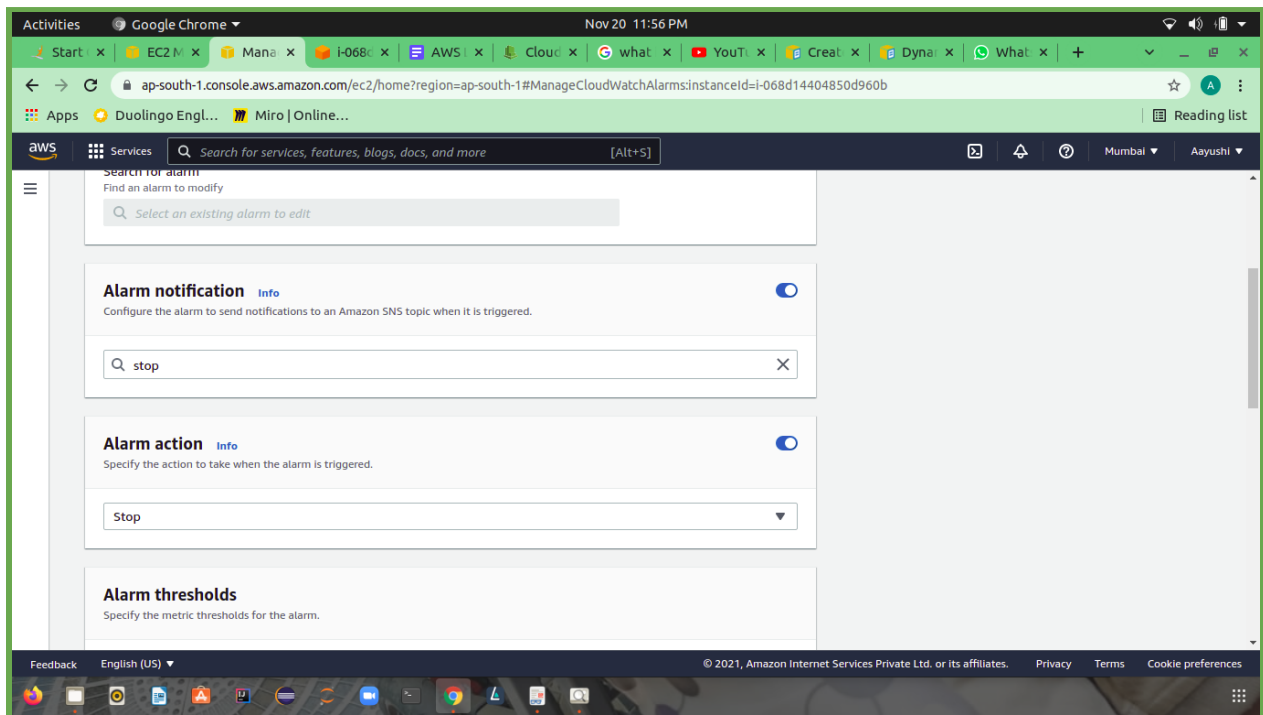 Activities Google Chrome Nov 20 11:56 PM
Start EC2 M Mana i-068d AWS L Cloud what YouTu Creat Dynam What
ap-south-1.console.aws.amazon.com/ec2/home?region=ap-south-1#ManageCloudWatchAlarms:instanceId=i-068d14404850d960b A
Apps Duolingo Engl... Miro | Online... Reading list
aws Services Search for services, features, blogs, docs, and more [Alt+S] Mumbai Aayushi
Search for alarm
Find an alarm to modify
Select an existing alarm to edit
Alarm notification Info
Configure the alarm to send notifications to an Amazon SNS topic when it is triggered.
stop
Alarm action Info
Specify the action to take when the alarm is triggered.
Stop
Alarm thresholds
Specify the metric thresholds for the alarm.
Feedback English (US) © 2021, Amazon Internet Services Private Ltd. or its affiliates. Privacy Terms Cookie preferences